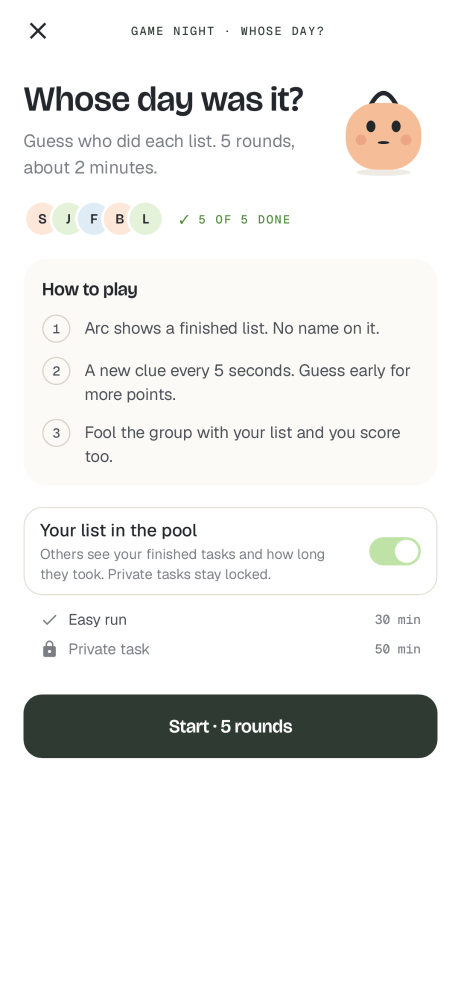 GAME NIGHT · WHOSE DAY?
Whose day was it?
Guess who did each list. 5 rounds,
about 2 minutes.
S J F B L ✓ 5 OF 5 DONE
How to play
1 Arc shows a finished list. No name on it.
2 A new clue every 5 seconds. Guess early for
more points.
3 Fool the group with your list and you score
too.
Your list in the pool
Others see your finished tasks and how long
they took. Private tasks stay locked.
Easy run 30 min
Private task 50 min
Start · 5 rounds